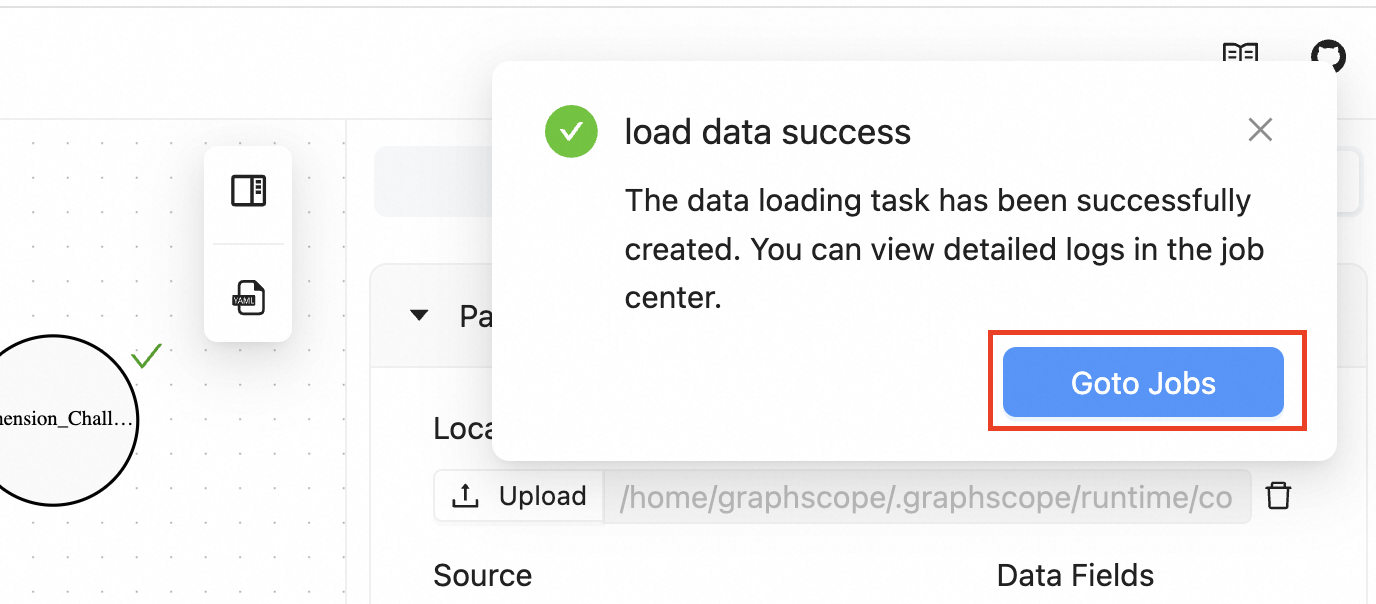 load data success
The data loading task has been successfully
created. You can view detailed logs in the job
center.
Goto Jobs
YAML
ension_Chall...
Pa
Loca
Upload
/home/graphscope/.graphscope/runtime/co
Source
Data Fields